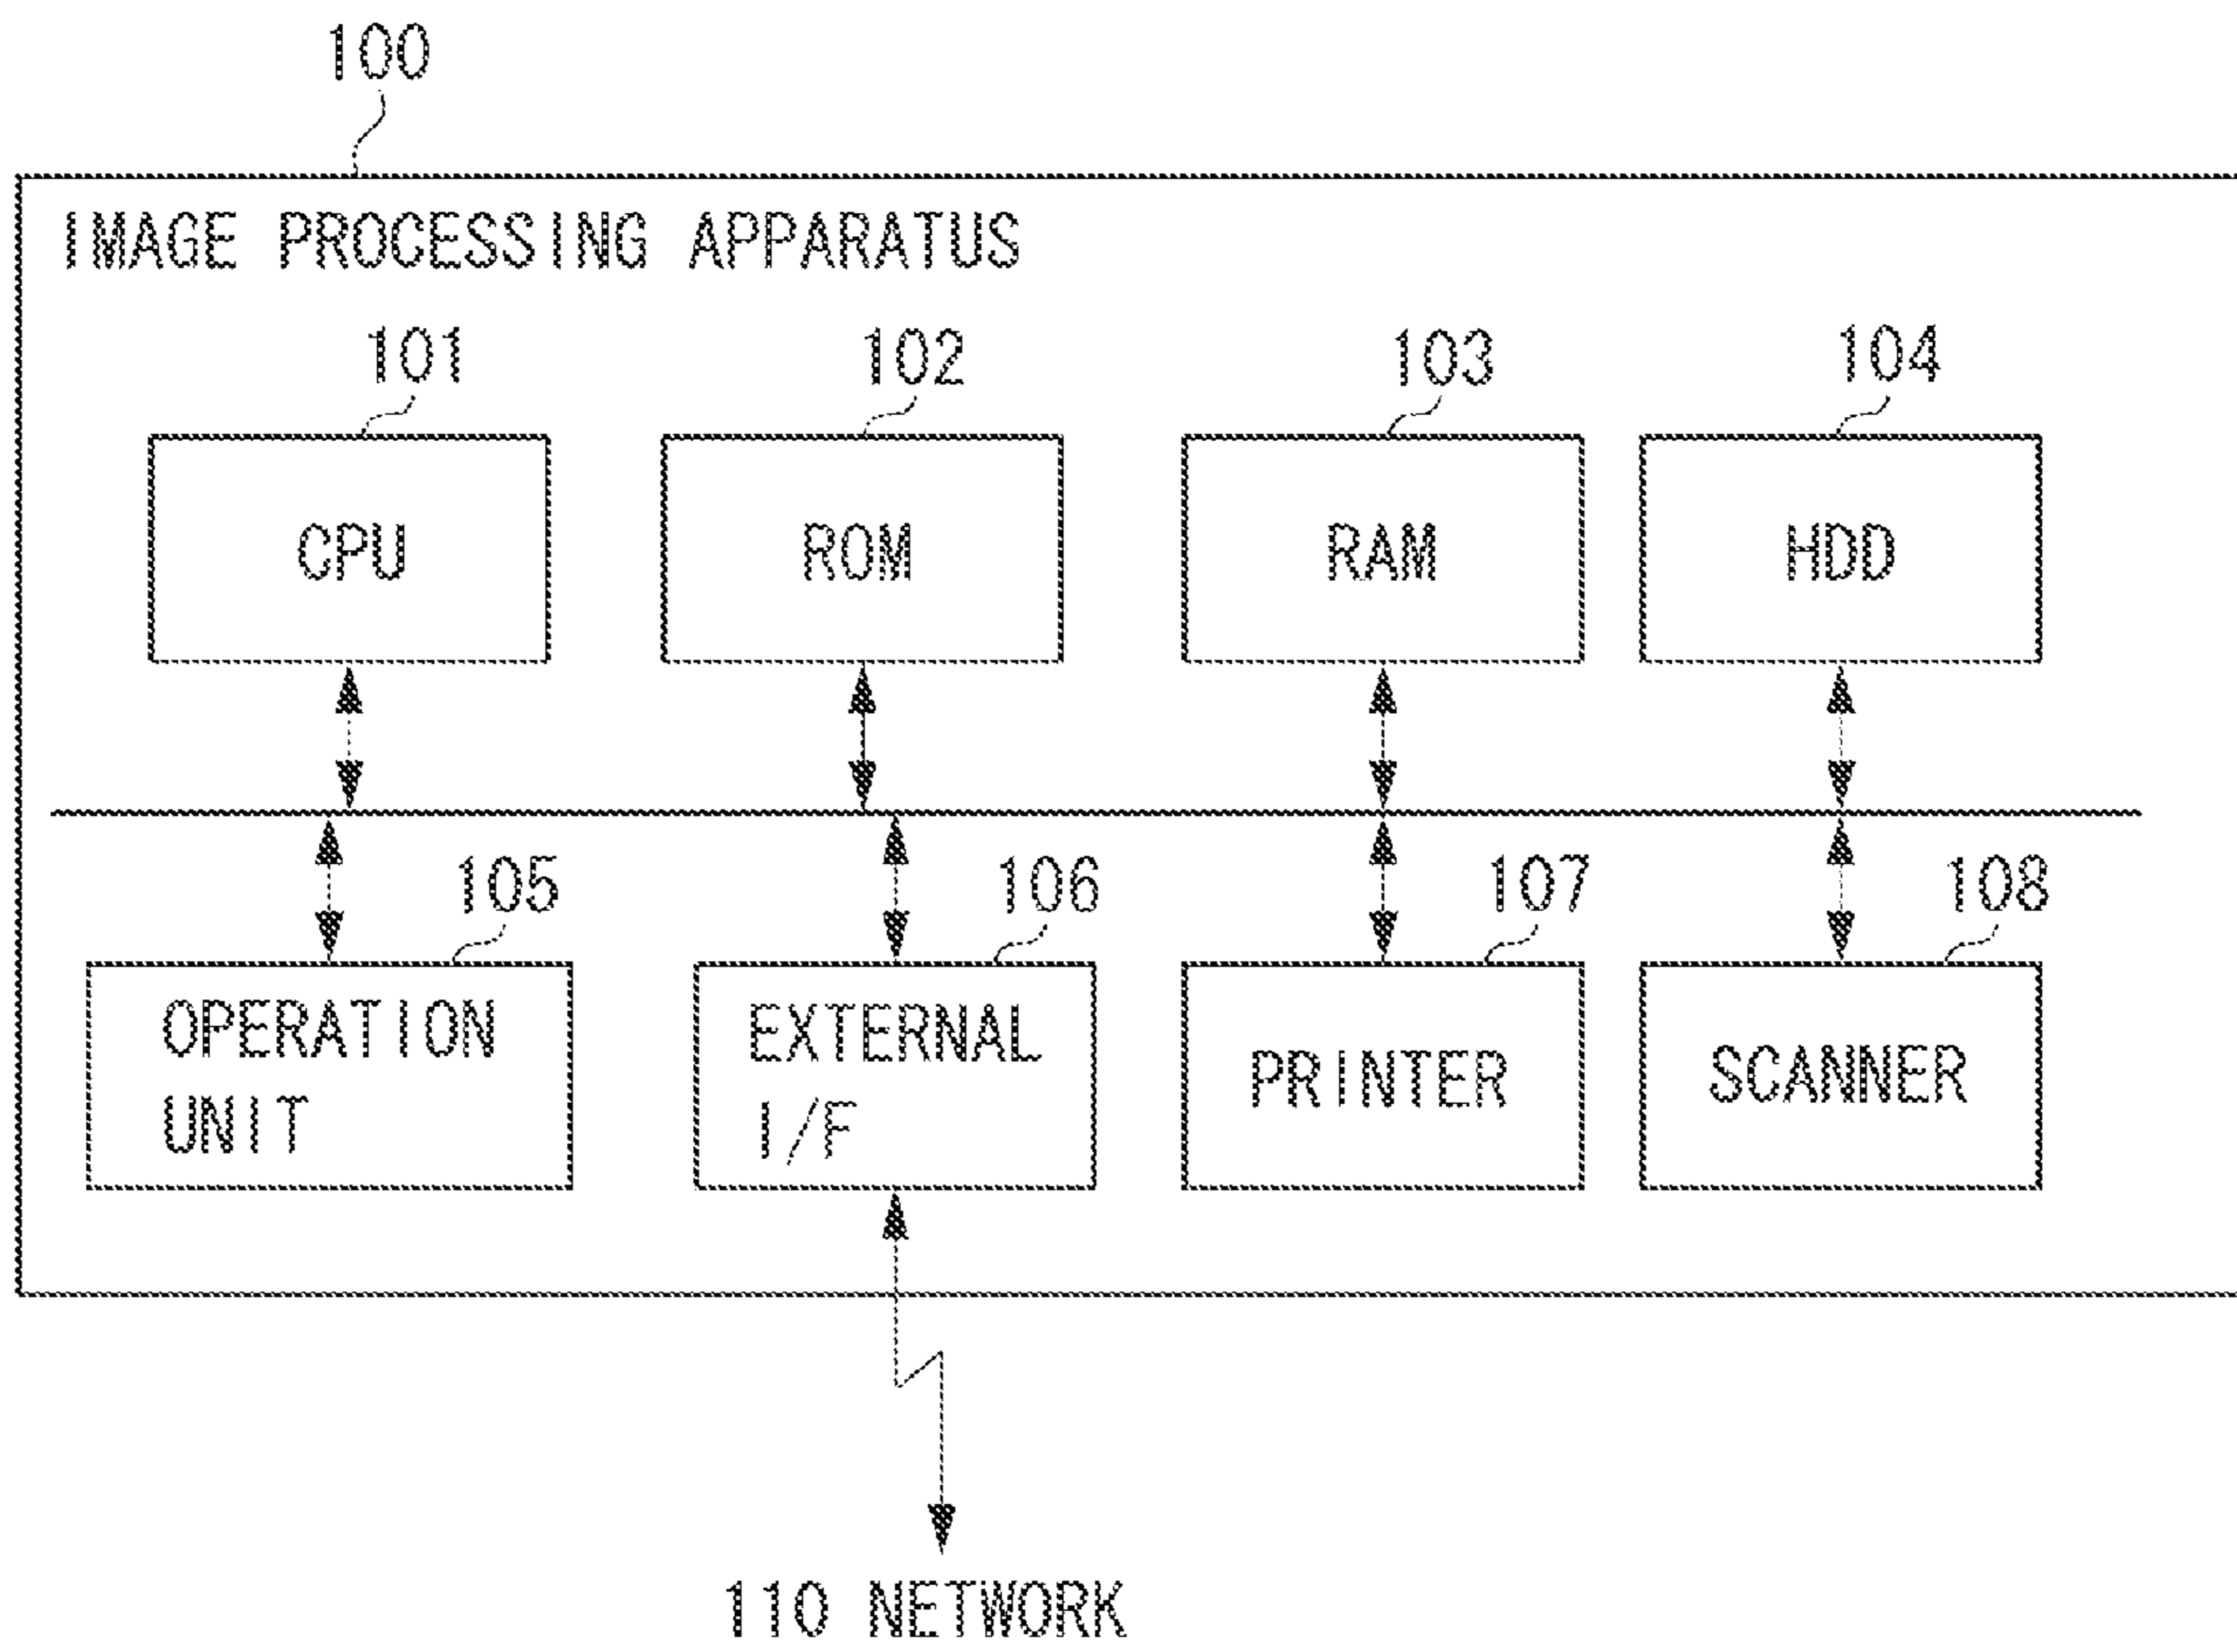 100
IMAGE PROCESSING APPARATUS
101
102
103
104
CPU
ROM
RAM
HDD
105
106
107
108
OPERATION
UNIT
EXTERNAL
I/F
PRINTER
SCANNER
110 NETWORK